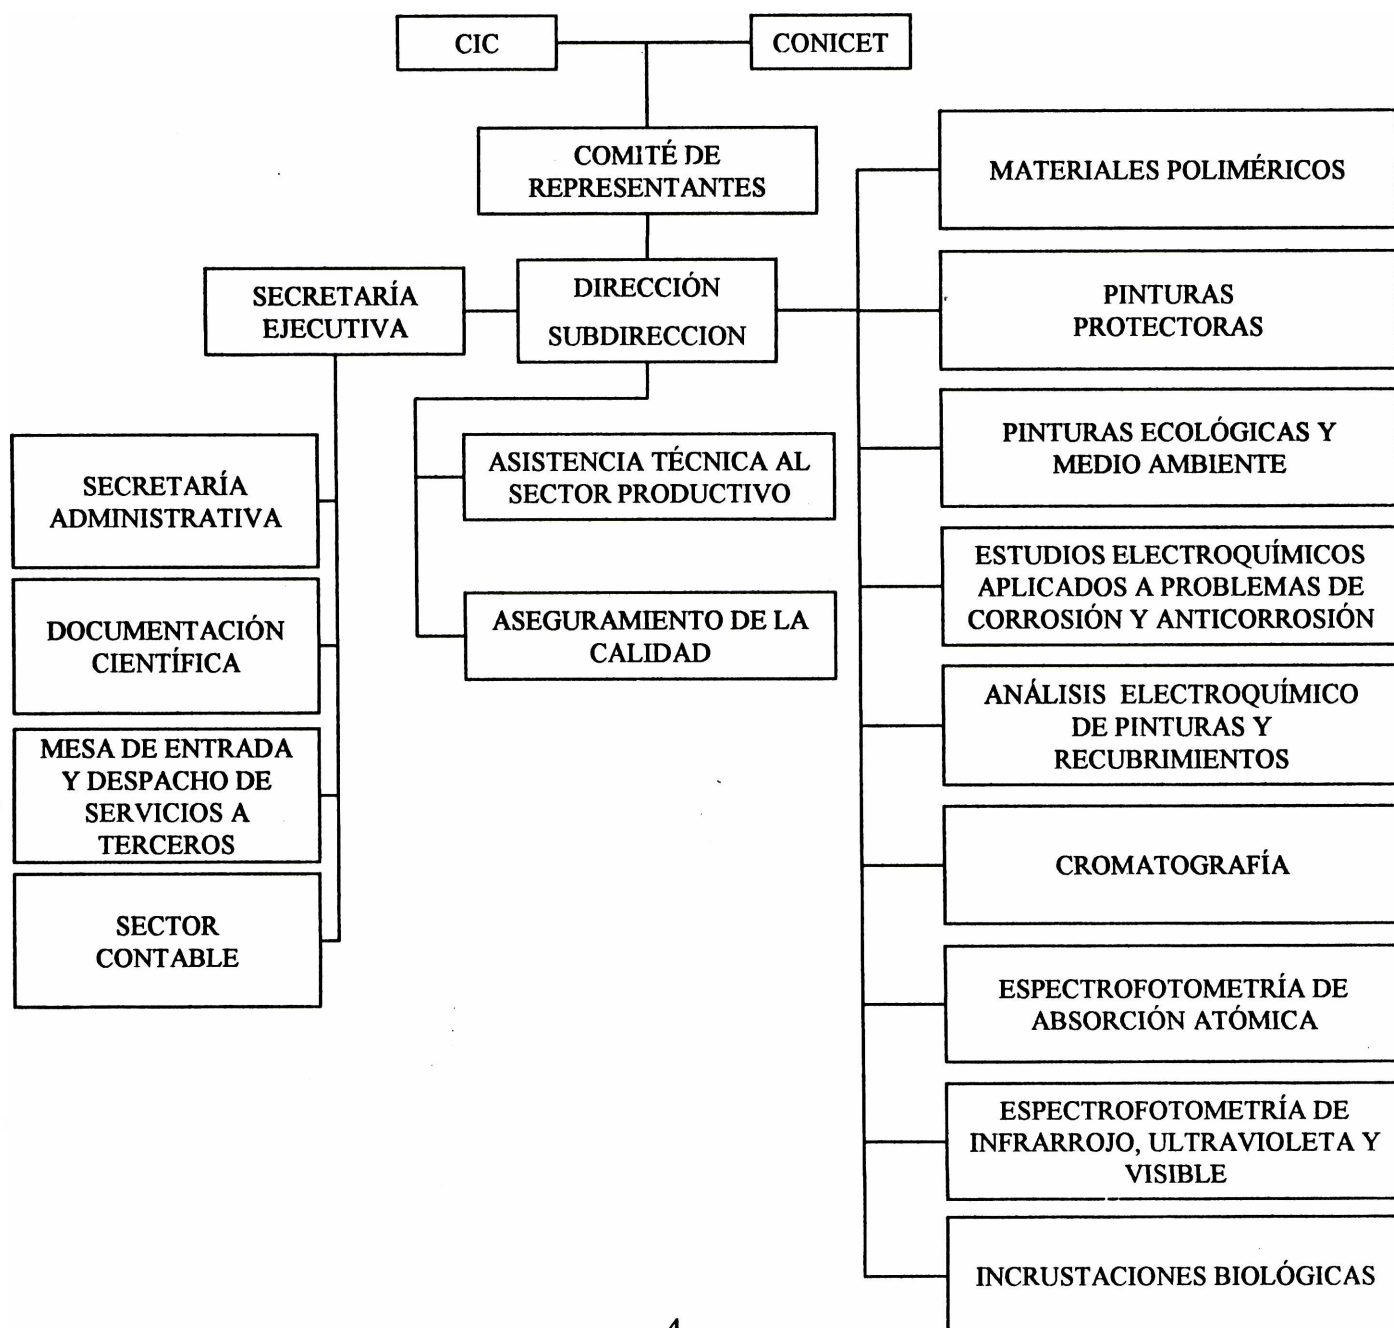 CIC
CONICET
COMITÉ DE
REPRESENTANTES
DIRECCIÓN
SUBDIRECCION
SECRETARÍA
EJECUTIVA
SECRETARÍA
ADMINISTRATIVA
DOCUMENTACIÓN
CIENTÍFICA
MESA DE ENTRADA
Y DESPACHO DE
SERVICIOS A
TERCEROS
SECTOR
CONTABLE
ASISTENCIA TÉCNICA AL
SECTOR PRODUCTIVO
ASEGURAMIENTO DE LA
CALIDAD
MATERIALES POLIMÉRICOS
PINTURAS
PROTECTORAS
PINTURAS ECOLÓGICAS Y
MEDIO AMBIENTE
ESTUDIOS ELECTROQUÍMICOS
APLICADOS A PROBLEMAS DE
CORROSIÓN Y ANTICORROSIÓN
ANÁLISIS ELECTROQUÍMICO
DE PINTURAS Y
RECUBRIMIENTOS
CROMATOGRAFÍA
ESPECTROFOTOMETRÍA DE
ABSORCIÓN ATÓMICA
ESPECTROFOTOMETRÍA DE
INFRARROJO, ULTRAVIOLETA Y
VISIBLE
INCRUSTACIONES BIOLÓGICAS
4